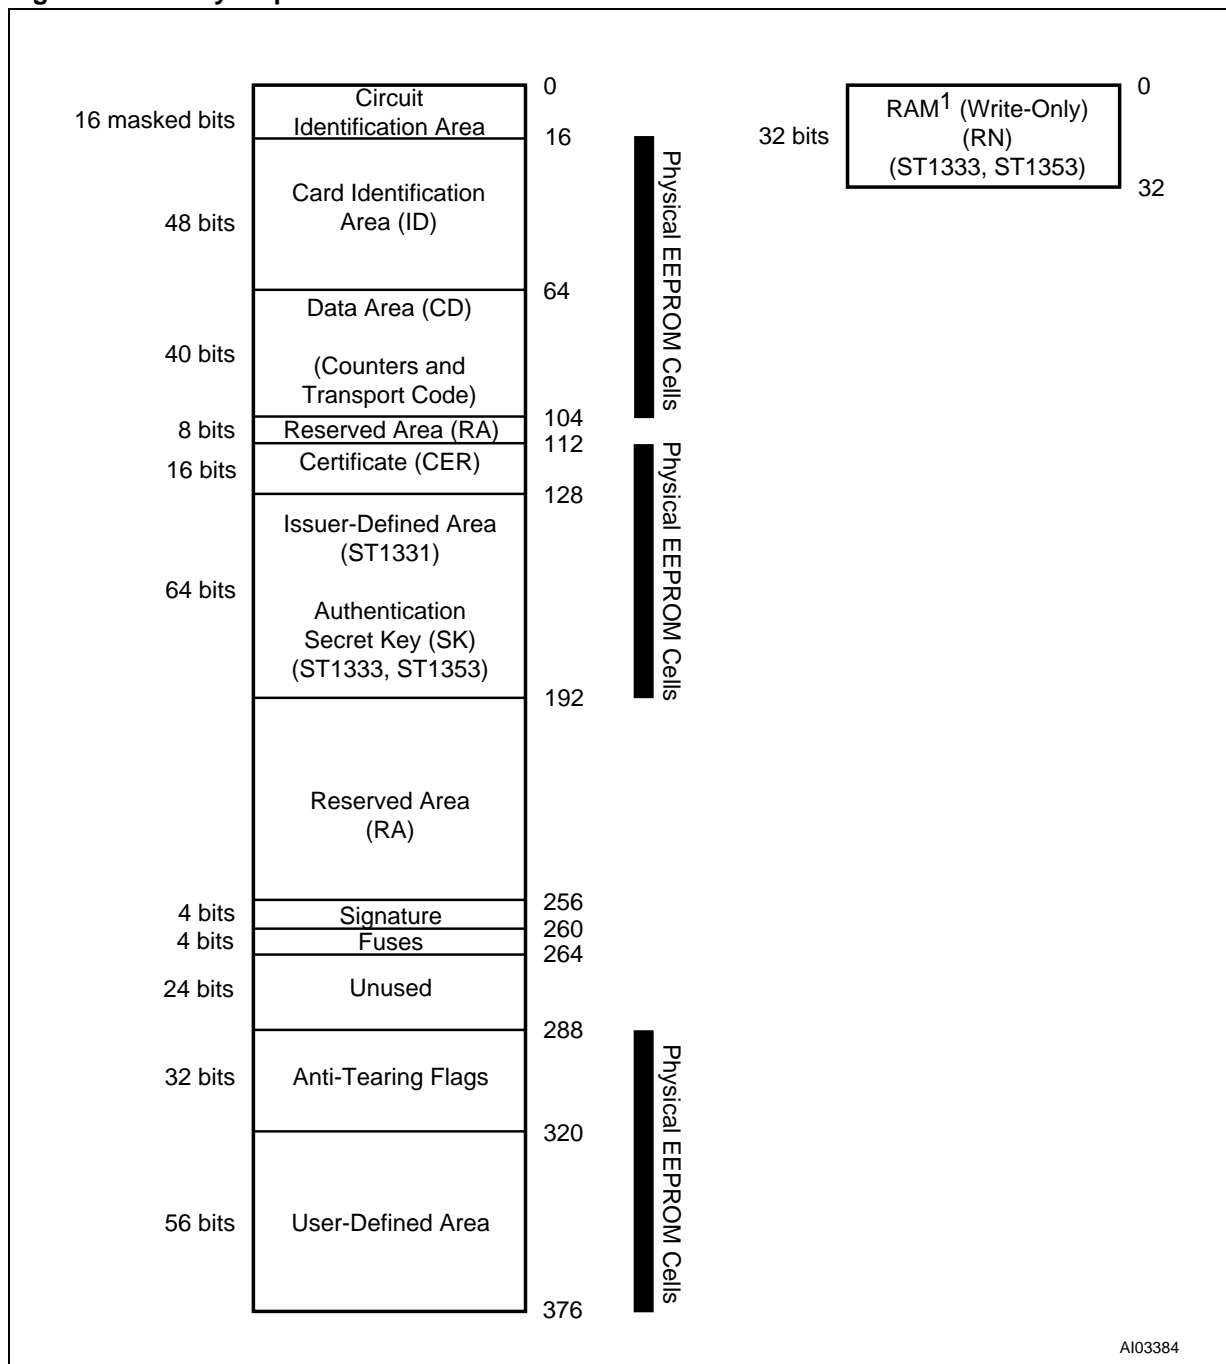 0
16 masked bits
Circuit
Identification Area
16
48 bits
Card Identification
Area (ID)
64
40 bits
Data Area (CD)
(Counters and
Transport Code)
104
8 bits
Reserved Area (RA)
112
16 bits
Certificate (CER)
128
64 bits
Issuer-Defined Area
(ST1331)
Authentication
Secret Key (SK)
(ST1333, ST1353)
192
Reserved Area
(RA)
256
4 bits
Signature
260
4 bits
Fuses
264
24 bits
Unused
288
32 bits
Anti-Tearing Flags
320
56 bits
User-Defined Area
376
Physical EEPROM Cells
Physical EEPROM Cells
Physical EEPROM Cells
0
32 bits
RAM1 (Write-Only)
(RN)
(ST1333, ST1353)
32
AI03384